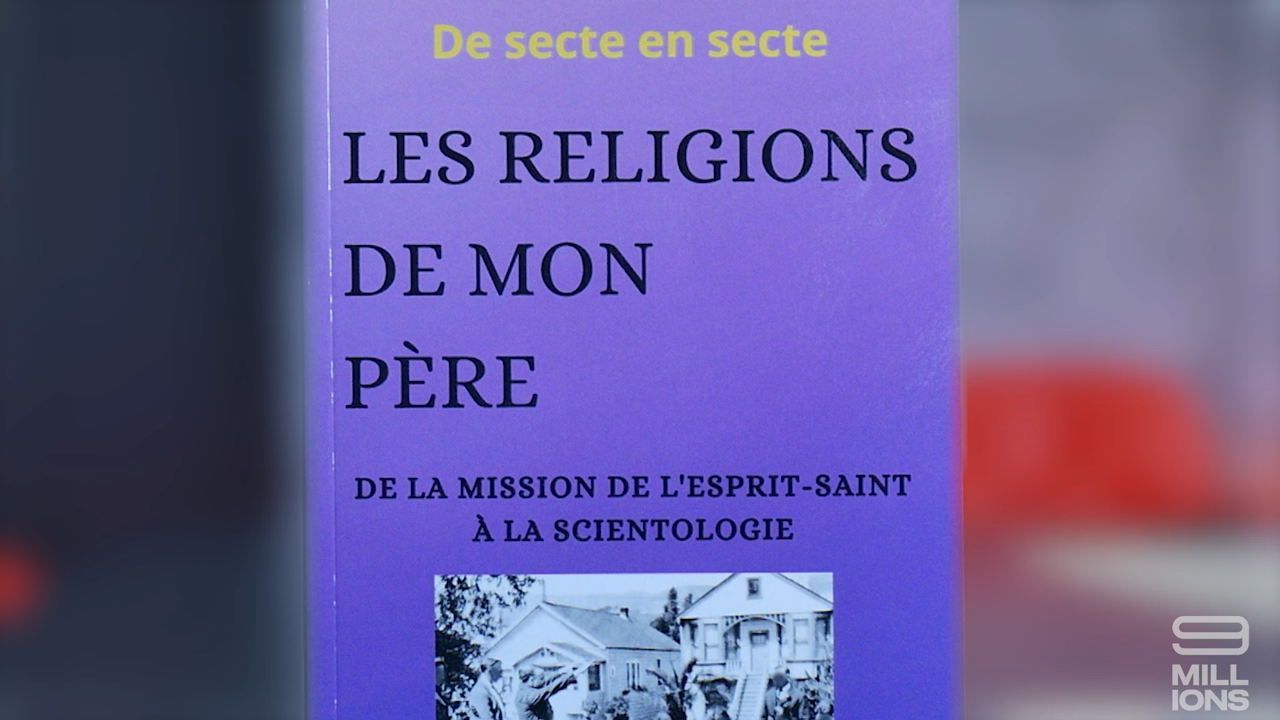 De secte en secte
LES RELIGIONS
DE MON
PÈRE
DE LA MISSION DE L'ESPRIT-SAINT
À LA SCIENTOLOGIE
9
MILL
IONS